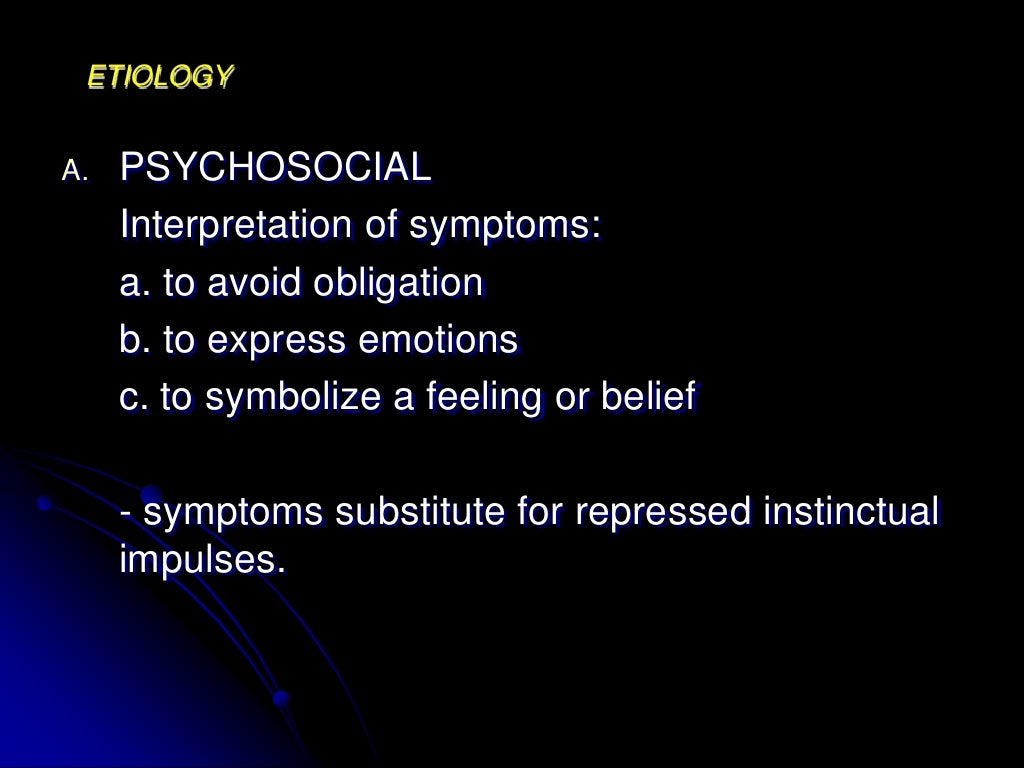 ETIOLOGY
A. PSYCHOSOCIAL
Interpretation of symptoms:
a. to avoid obligation
b. to express emotions
c. to symbolize a feeling or belief
- symptoms substitute for repressed instinctual
impulses.